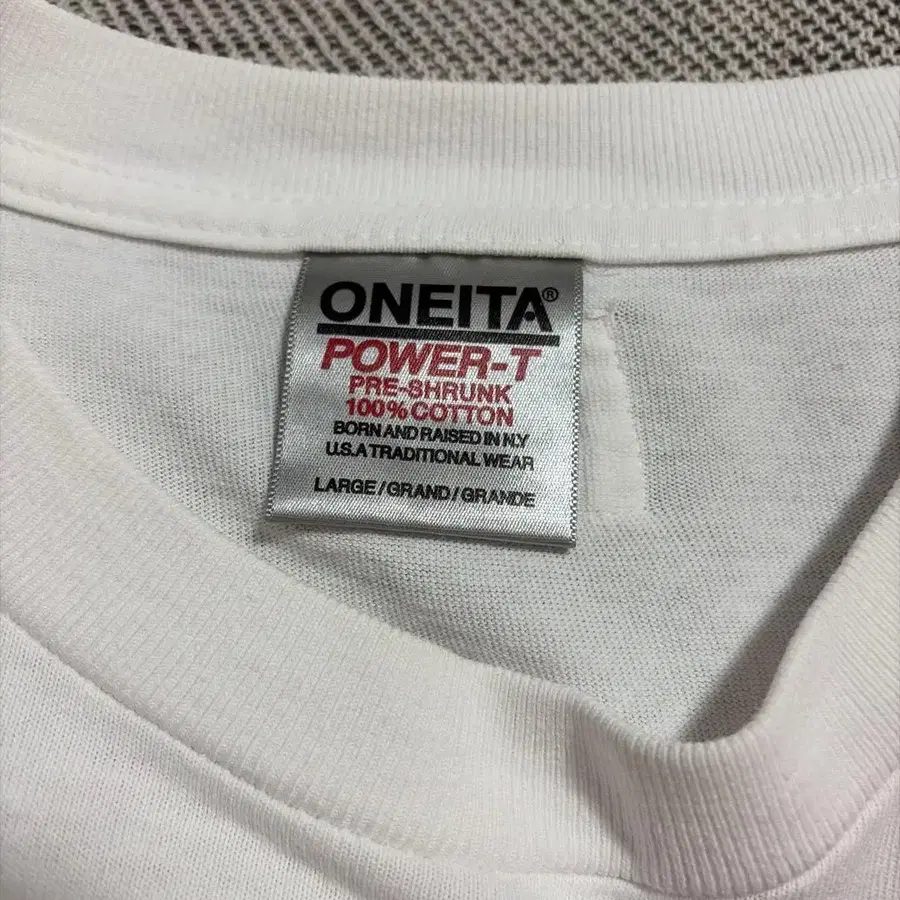 ONEITA®
POWER-T
PRE-SHRUNK
100% COTTON
BORN AND RAISED IN N.Y
U.S.A TRADITIONAL WEAR
LARGE/GRAND/GRANDE